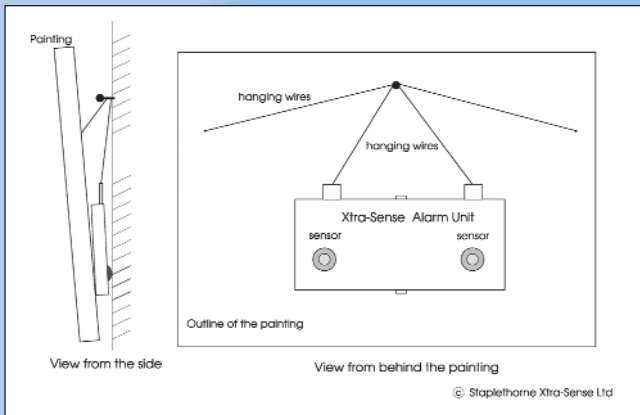 Painting
View from the side
hanging wires
hanging wires
Xtra-Sense Alarm Unit
sensor sensor
Outline of the painting
View from behind the painting
© Staplethorne Xtra-Sense Ltd